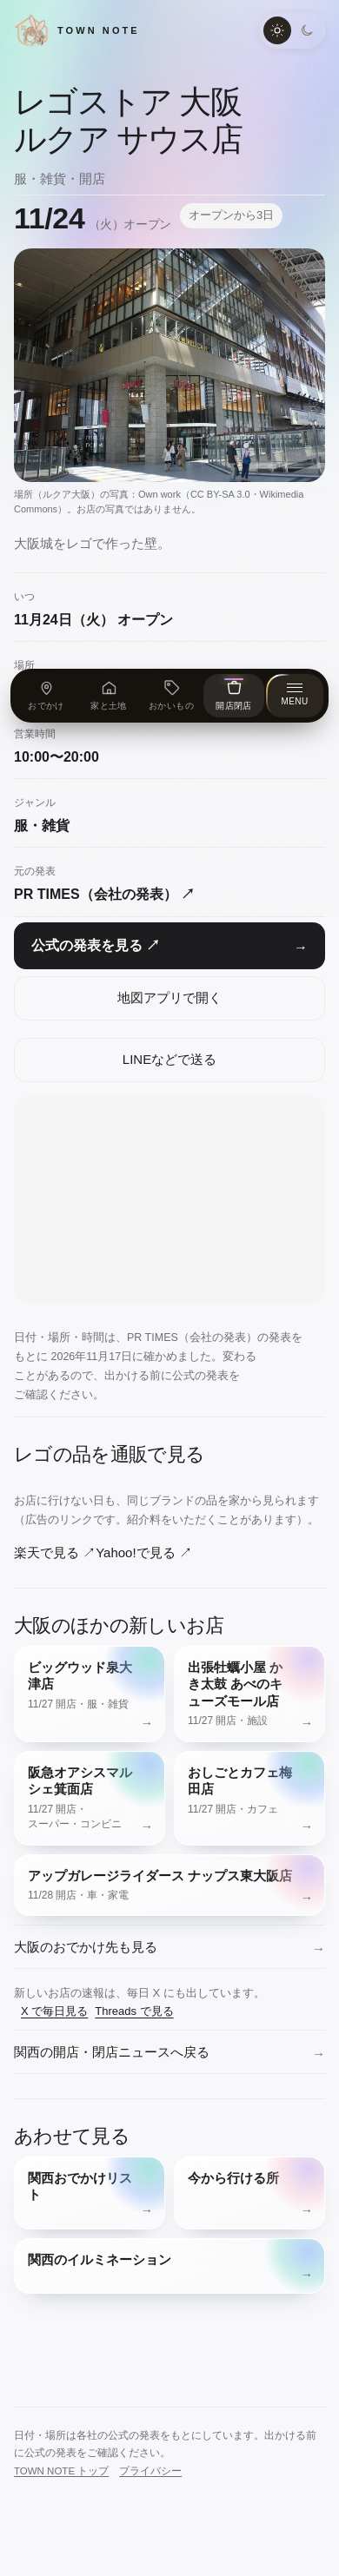 TOWN NOTE
レゴストア 大阪
ルクア サウス店
服・雑貨・開店
11/24 （火）オープン オープンから3日
場所（ルクア大阪）の写真：Own work（CC BY-SA 3.0・Wikimedia
Commons）。お店の写真ではありません。
大阪城をレゴで作った壁。
いつ
11月24日（火） オープン
場所
おでかけ 家と土地 おかいもの 開店閉店 MENU
営業時間
10:00〜20:00
ジャンル
服・雑貨
元の発表
PR TIMES（会社の発表） ↗
公式の発表を見る ↗ →
地図アプリで開く
LINEなどで送る
日付・場所・時間は、PR TIMES（会社の発表）の発表を
もとに 2026年11月17日に確かめました。変わる
ことがあるので、出かける前に公式の発表を
ご確認ください。
レゴの品を通販で見る
お店に行けない日も、同じブランドの品を家から見られます
（広告のリンクです。紹介料をいただくことがあります）。
楽天で見る ↗Yahoo!で見る ↗
大阪のほかの新しいお店
ビッグウッド泉大
津店
11/27 開店・服・雑貨
→
出張牡蠣小屋 か
き太鼓 あべのキ
ューズモール店
11/27 開店・施設
→
阪急オアシスマル
シェ箕面店
11/27 開店・
スーパー・コンビニ
→
おしごとカフェ梅
田店
11/27 開店・カフェ
→
アップガレージライダース ナップス東大阪店
11/28 開店・車・家電
→
大阪のおでかけ先も見る →
新しいお店の速報は、毎日 X にも出しています。
X で毎日見る Threads で見る
関西の開店・閉店ニュースへ戻る →
あわせて見る
関西おでかけリス
ト
→
今から行ける所
→
関西のイルミネーション
→
日付・場所は各社の公式の発表をもとにしています。出かける前
に公式の発表をご確認ください。
TOWN NOTE トップ プライバシー